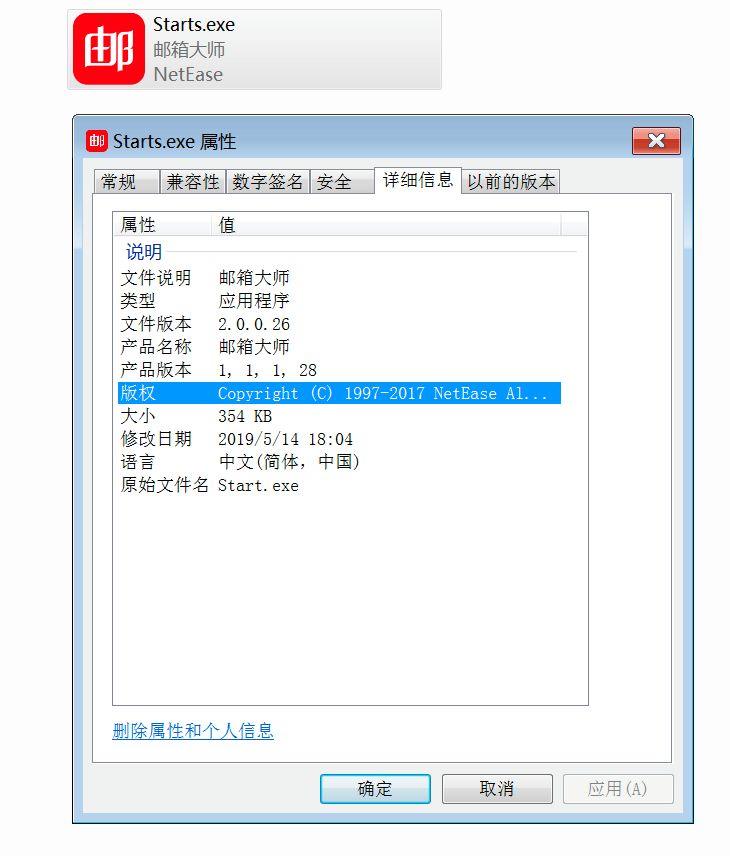 邮
Starts.exe
邮箱大师
NetEase
邮 Starts.exe 属性
常规 兼容性 数字签名 安全 详细信息 以前的版本
属性 值
说明
文件说明 邮箱大师
类型 应用程序
文件版本 2.0.0.26
产品名称 邮箱大师
产品版本 1, 1, 1, 28
版权 Copyright (C) 1997-2017 NetEase Al...
大小 354 KB
修改日期 2019/5/14 18:04
语言 中文(简体，中国)
原始文件名 Start.exe
删除属性和个人信息
确定 取消 应用(A)